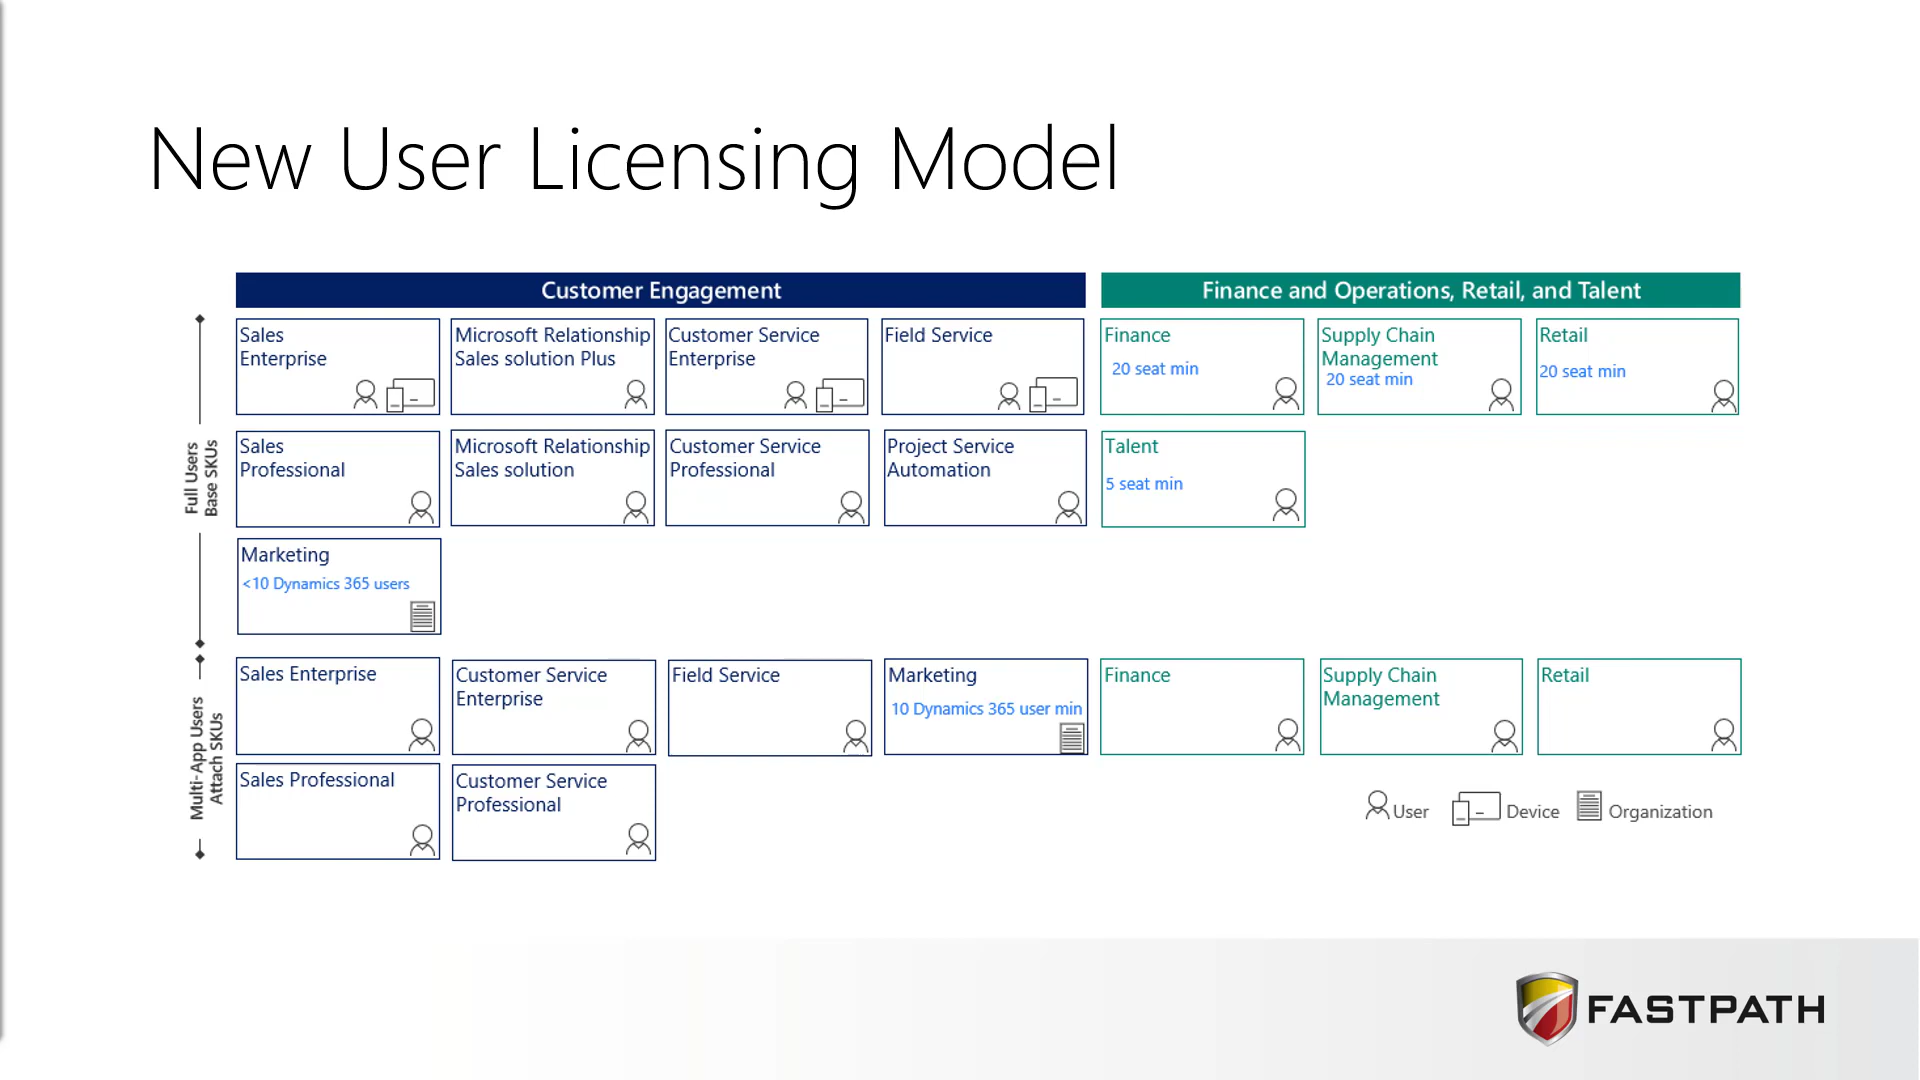 New User Licensing Model
Customer Engagement
Finance and Operations, Retail, and Talent
Full Users
Base SKUs
Sales
Enterprise
Microsoft Relationship
Sales solution Plus
Customer Service
Enterprise
Field Service
Finance
20 seat min
Supply Chain
Management
20 seat min
Retail
20 seat min
Sales
Professional
Microsoft Relationship
Sales solution
Customer Service
Professional
Project Service
Automation
Talent
5 seat min
Marketing
<10 Dynamics 365 users
Multi-App Users
Attach SKUs
Sales Enterprise
Customer Service
Enterprise
Field Service
Marketing
10 Dynamics 365 user min
Finance
Supply Chain
Management
Retail
Sales Professional
Customer Service
Professional
User
Device
Organization
FASTPATH